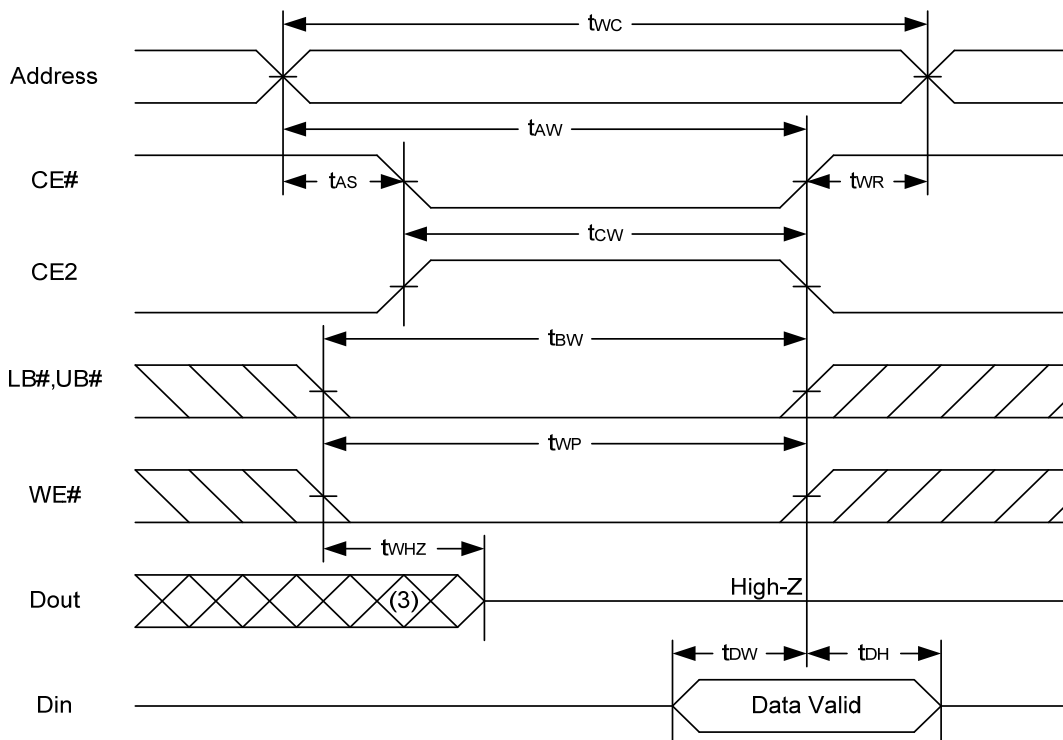 tWC
Address
tAW
CE#
tAS
tWR
tCW
CE2
tBW
LB#,UB#
tWP
WE#
tWHZ
Dout
(3)
High-Z
tDW
tDH
Din
Data Valid